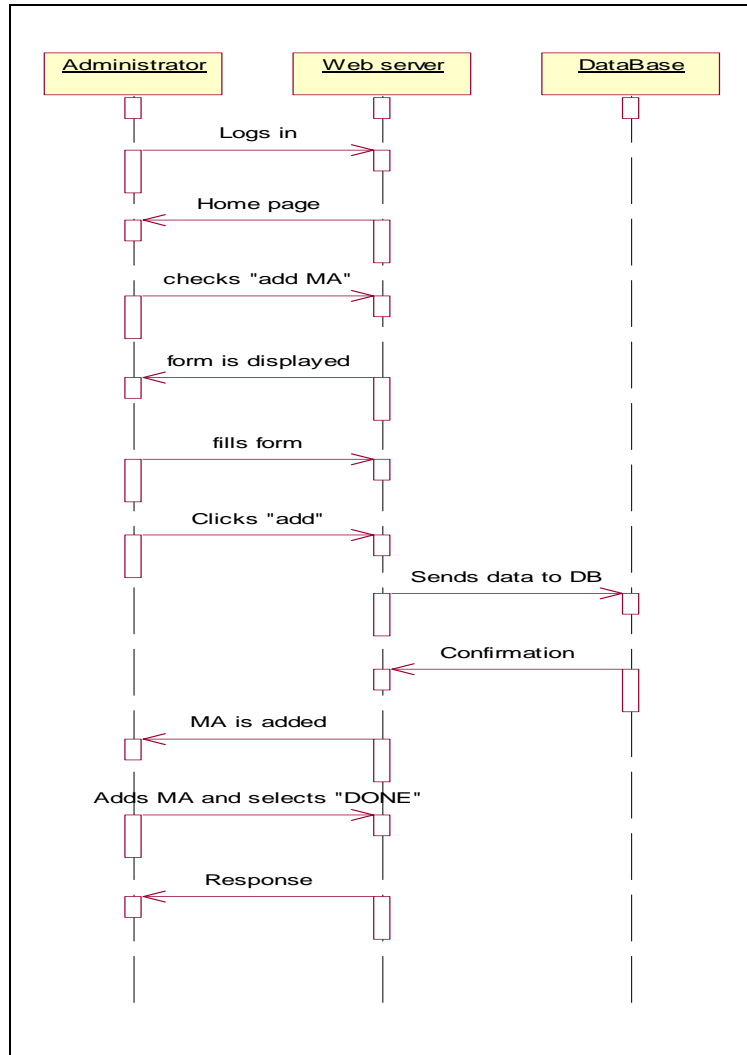 Administrator
Web server
DataBase
Logs in
Home page
checks "add MA"
form is displayed
fills form
Clicks "add"
Sends data to DB
Confirmation
MA is added
Adds MA and selects "DONE"
Response